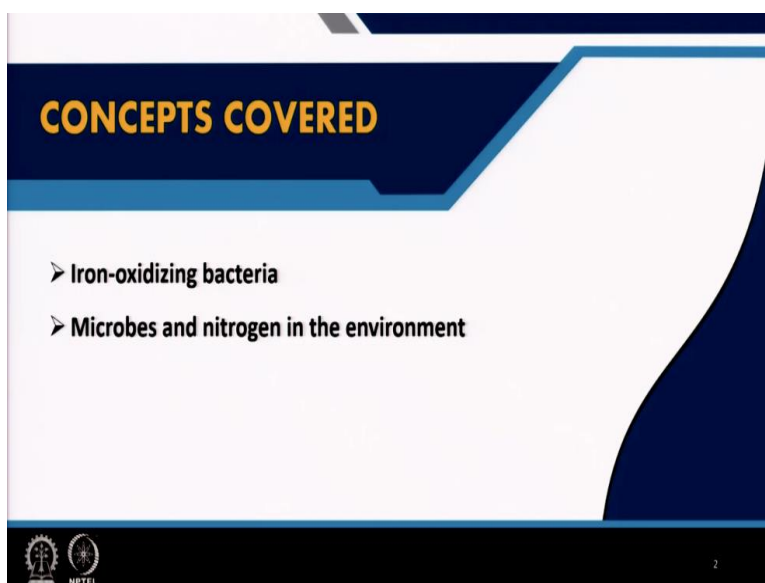 CONCEPTS COVERED
➢ Iron-oxidizing bacteria
➢ Microbes and nitrogen in the environment
NPTEL
2